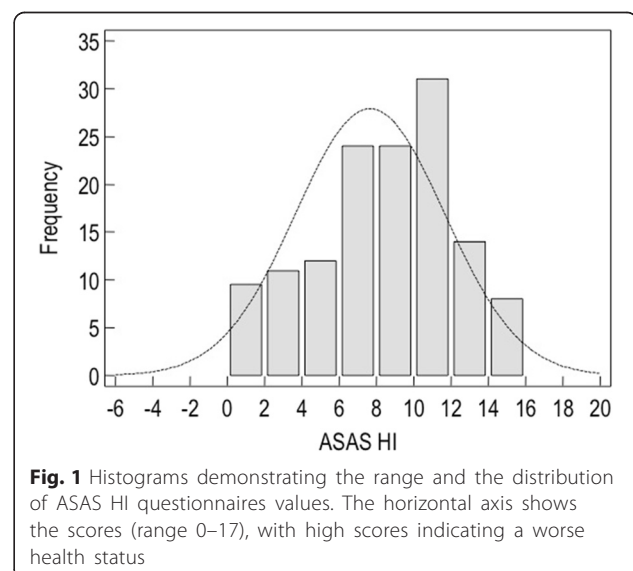 35
30
25
20
15
10
5
0
Frequency
-6 -4 -2 0 2 4 6 8 10 12 14 16 18 20
ASAS HI
Fig. 1 Histograms demonstrating the range and the distribution
of ASAS HI questionnaires values. The horizontal axis shows
the scores (range 0–17), with high scores indicating a worse
health status